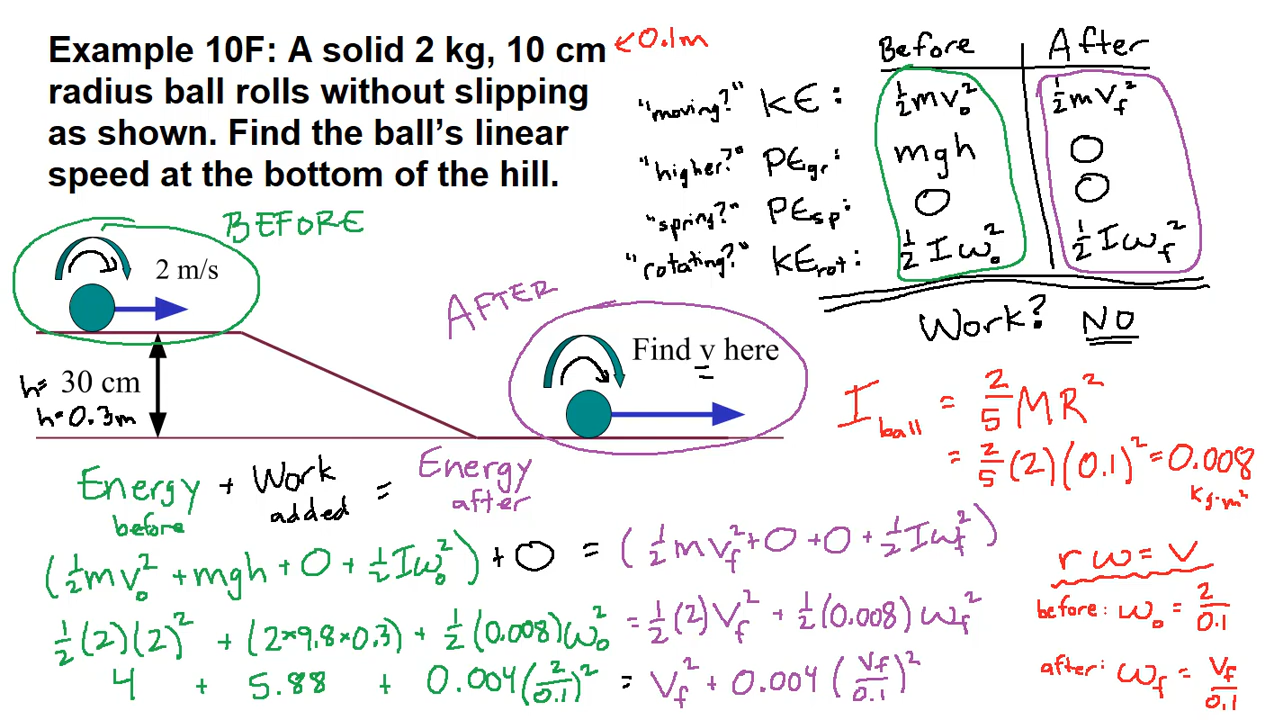 Example 10F: A solid 2 kg, 10 cm ← 0.1m
radius ball rolls without slipping
as shown. Find the ball's linear
speed at the bottom of the hill.
Before After
"moving?" KE: ½mv₀² ½mv_f²
"higher?" PE_gr: mgh 0
"spring?" PE_sp: 0 0
"rotating?" KE_rot: ½Iω₀² ½Iω_f²
Work? NO
BEFORE
2 m/s
h= 30 cm
h=0.3m
AFTER
Find v here
I_ball = 2/5 MR²
= 2/5 (2)(0.1)² = 0.008
kg·m²
Energy before + Work added = Energy after
(½mv₀² + mgh + 0 + ½Iω₀²) + 0 = (½mv_f² + 0 + 0 + ½Iω_f²)
½(2)(2)² + (2×9.8×0.3) + ½(0.008)ω₀² = ½(2)V_f² + ½(0.008)ω_f²
4 + 5.88 + 0.004(2/0.1)² = V_f² + 0.004(V_f/0.1)²
rω = V
before: ω₀ = 2/0.1
after: ω_f = V_f/0.1